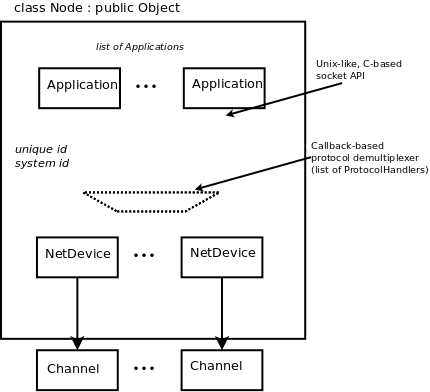 class Node : public Object
list of Applications
Application
...
Application
Unix-like, C-based
socket API
unique id
system id
Callback-based
protocol demultiplexer
(list of ProtocolHandlers)
NetDevice
...
NetDevice
Channel
...
Channel